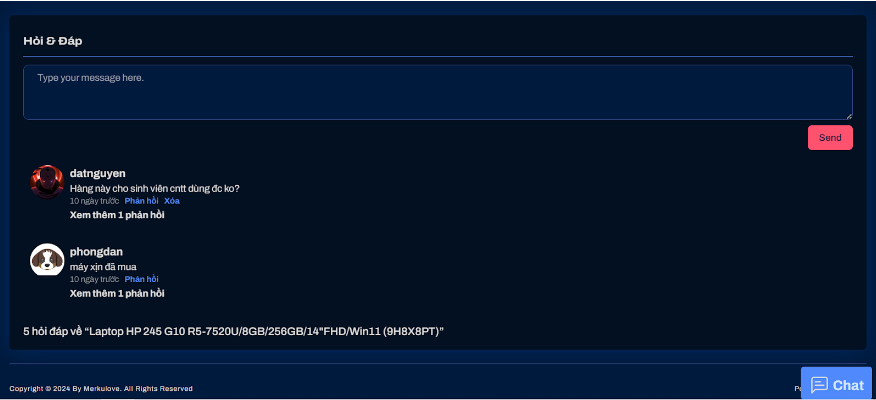 Hỏi & Đáp
Type your message here.
Send
datnguyen
Hàng này cho sinh viên cntt dùng đc ko?
10 ngày trước Phản hồi Xóa
Xem thêm 1 phản hồi
phongdan
máy xịn đã mua
10 ngày trước Phản hồi
Xem thêm 1 phản hồi
5 hỏi đáp về “Laptop HP 245 G10 R5-7520U/8GB/256GB/14"FHD/Win11 (9H8X8PT)”
Copyright © 2024 By Merkulove. All Rights Reserved
Chat